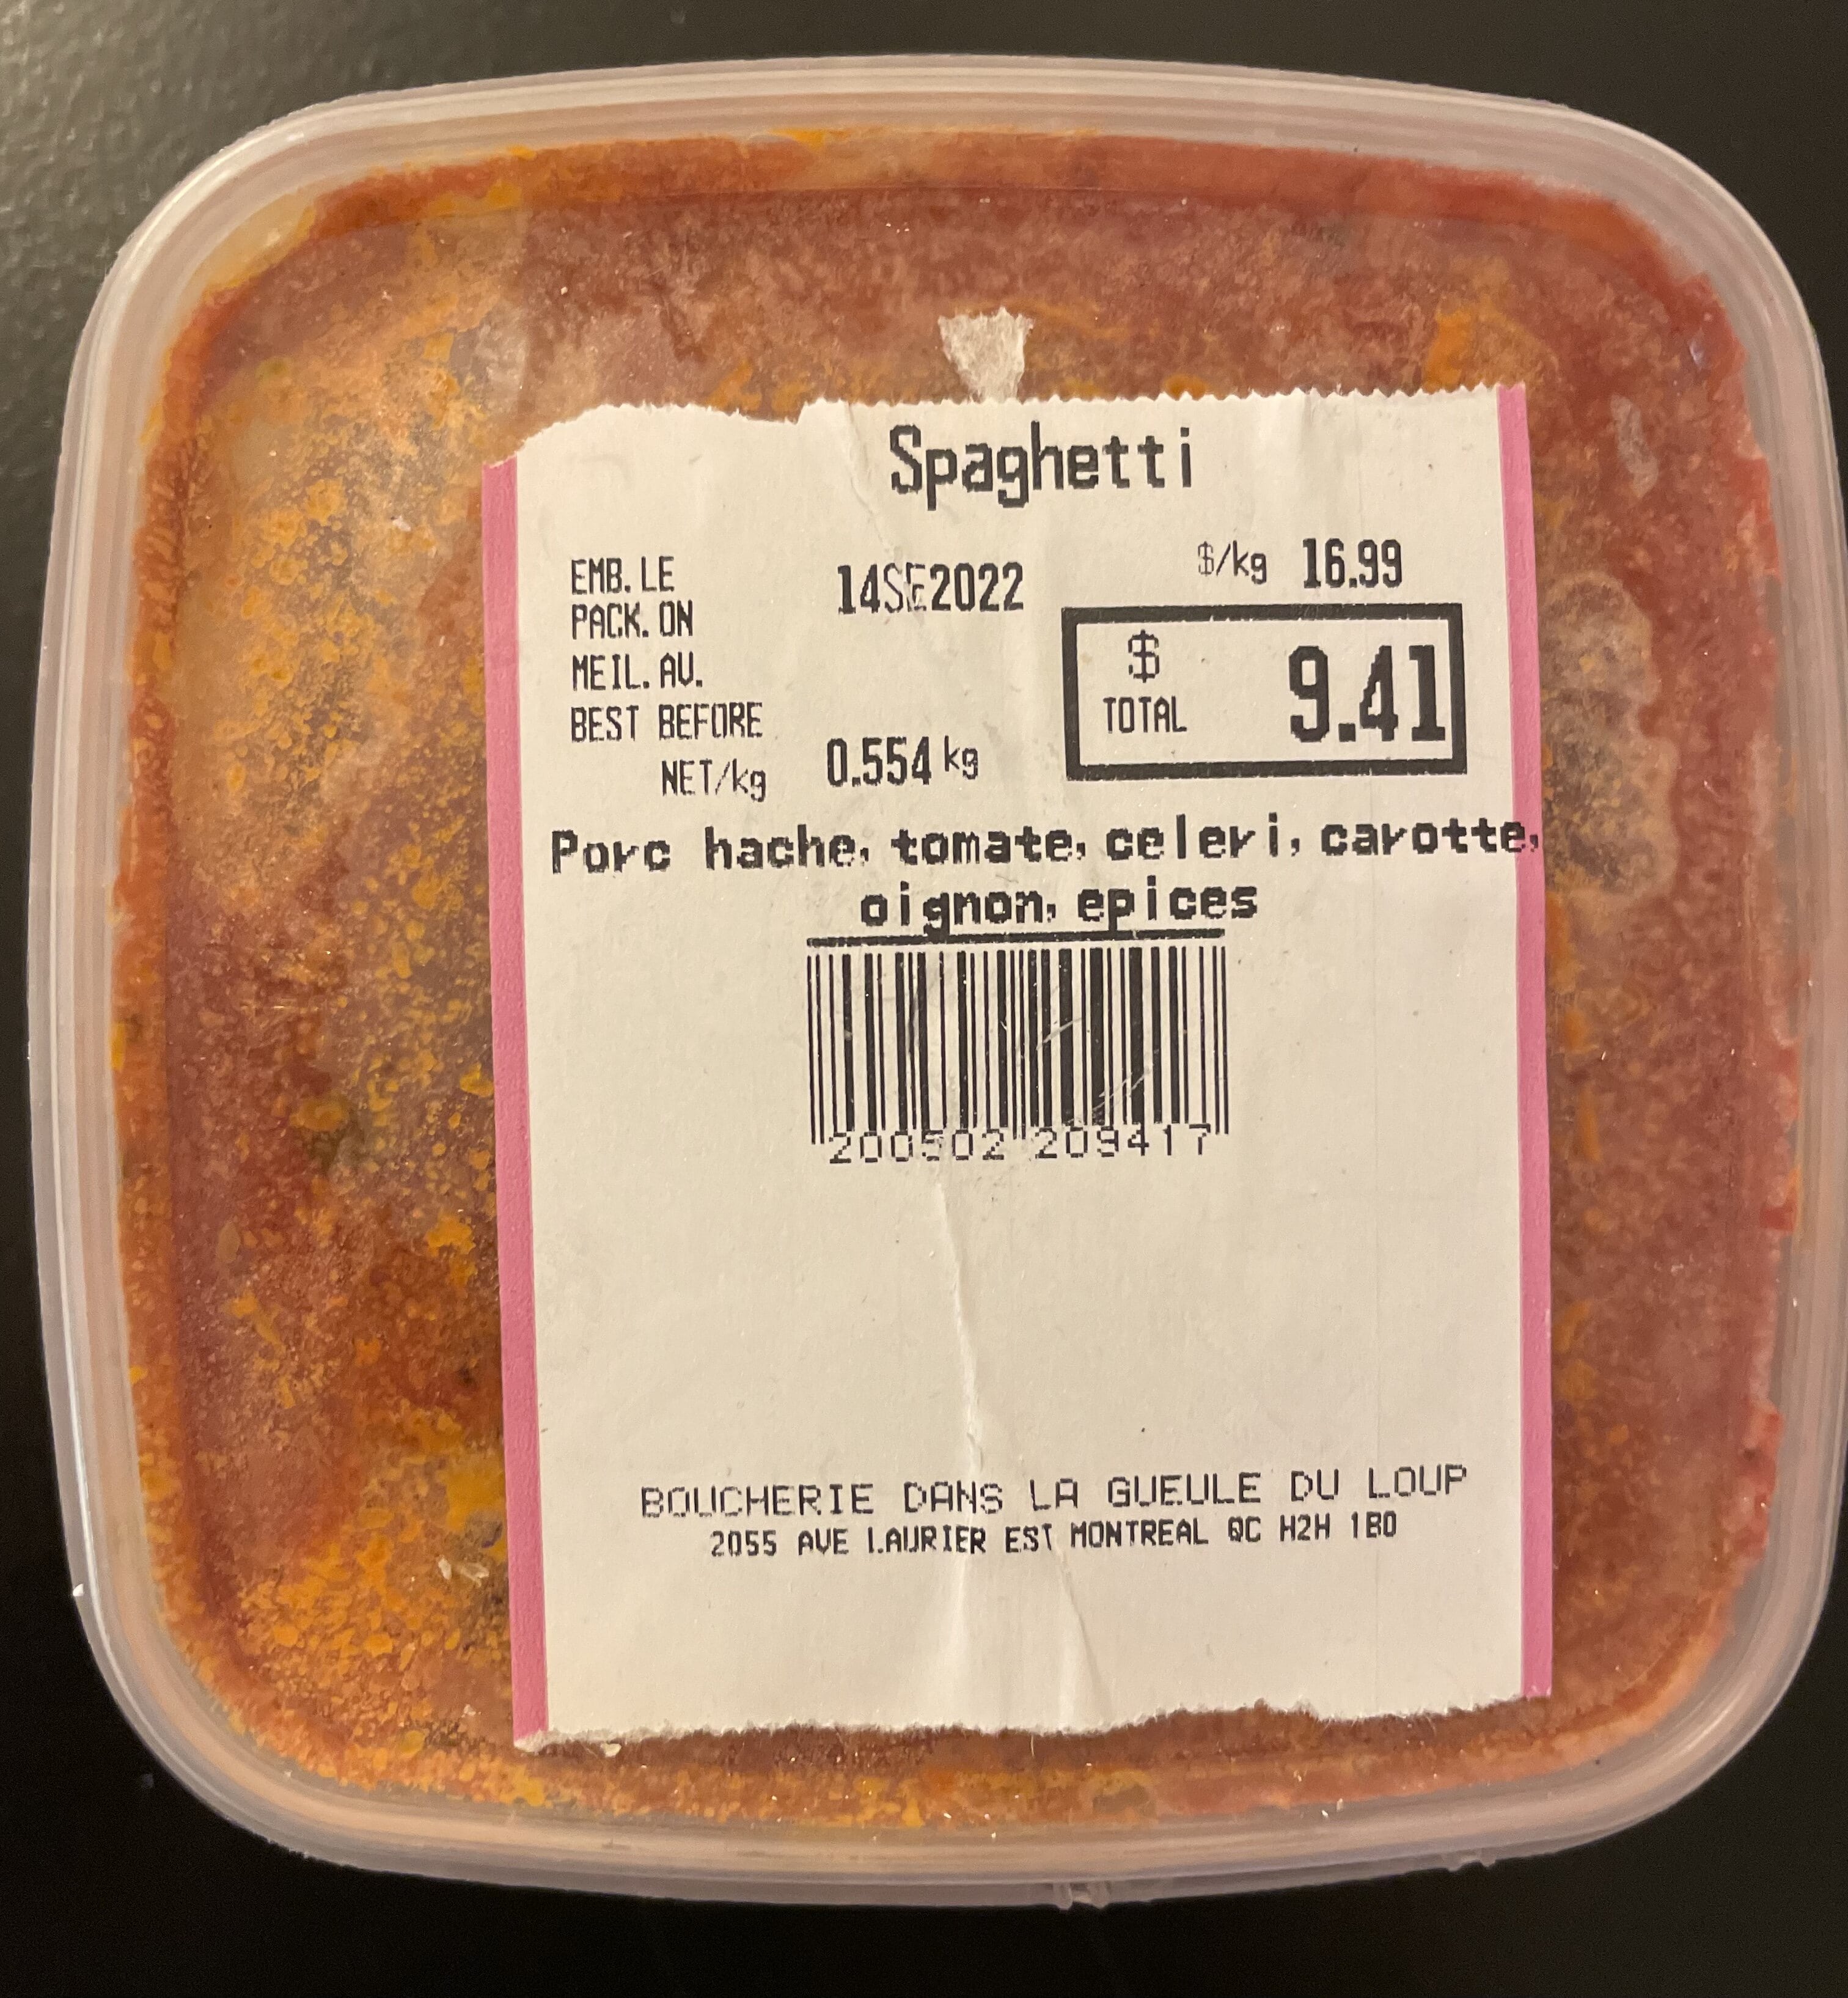 Spaghetti
EMB. LE
PACK. ON 14SE2022
$/kg 16.99
MEIL. AV.
BEST BEFORE
$ TOTAL 9.41
NET/kg 0.554 kg
Porc hache, tomate, celeri, carotte,
oignon, epices
200502 209417
BOUCHERIE DANS LA GUEULE DU LOUP
2055 AVE LAURIER EST MONTREAL QC H2H 1B0